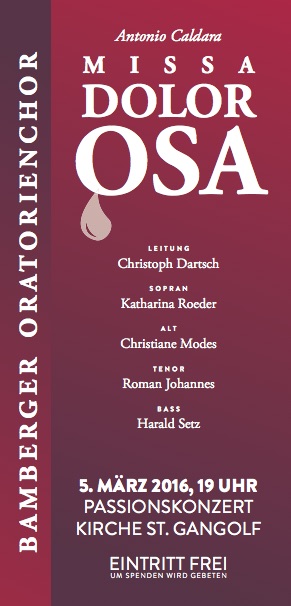 BAMBERGER ORATORIENCHOR
Antonio Caldara
MISSA
DOLOR
OSA
LEITUNG
Christoph Dartsch
SOPRAN
Katharina Roeder
ALT
Christiane Modes
TENOR
Roman Johannes
BASS
Harald Setz
5. MÄRZ 2016, 19 UHR
PASSIONSKONZERT
KIRCHE ST. GANGOLF
EINTRITT FREI
UM SPENDEN WIRD GEBETEN